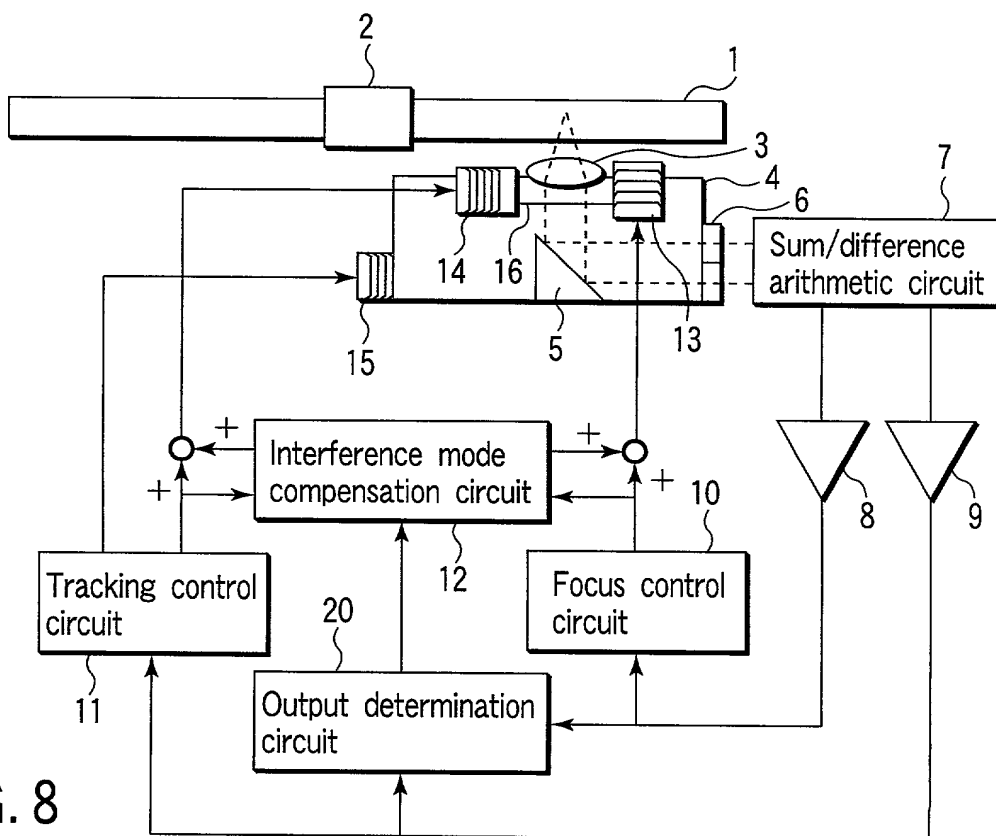 2
1
3
7
4
6
Sum/difference
arithmetic circuit
14
16
5
13
15
+
+
Interference mode
compensation circuit
+
+
8
9
10
12
Tracking control
circuit
Focus control
circuit
20
11
Output determination
circuit
. 8